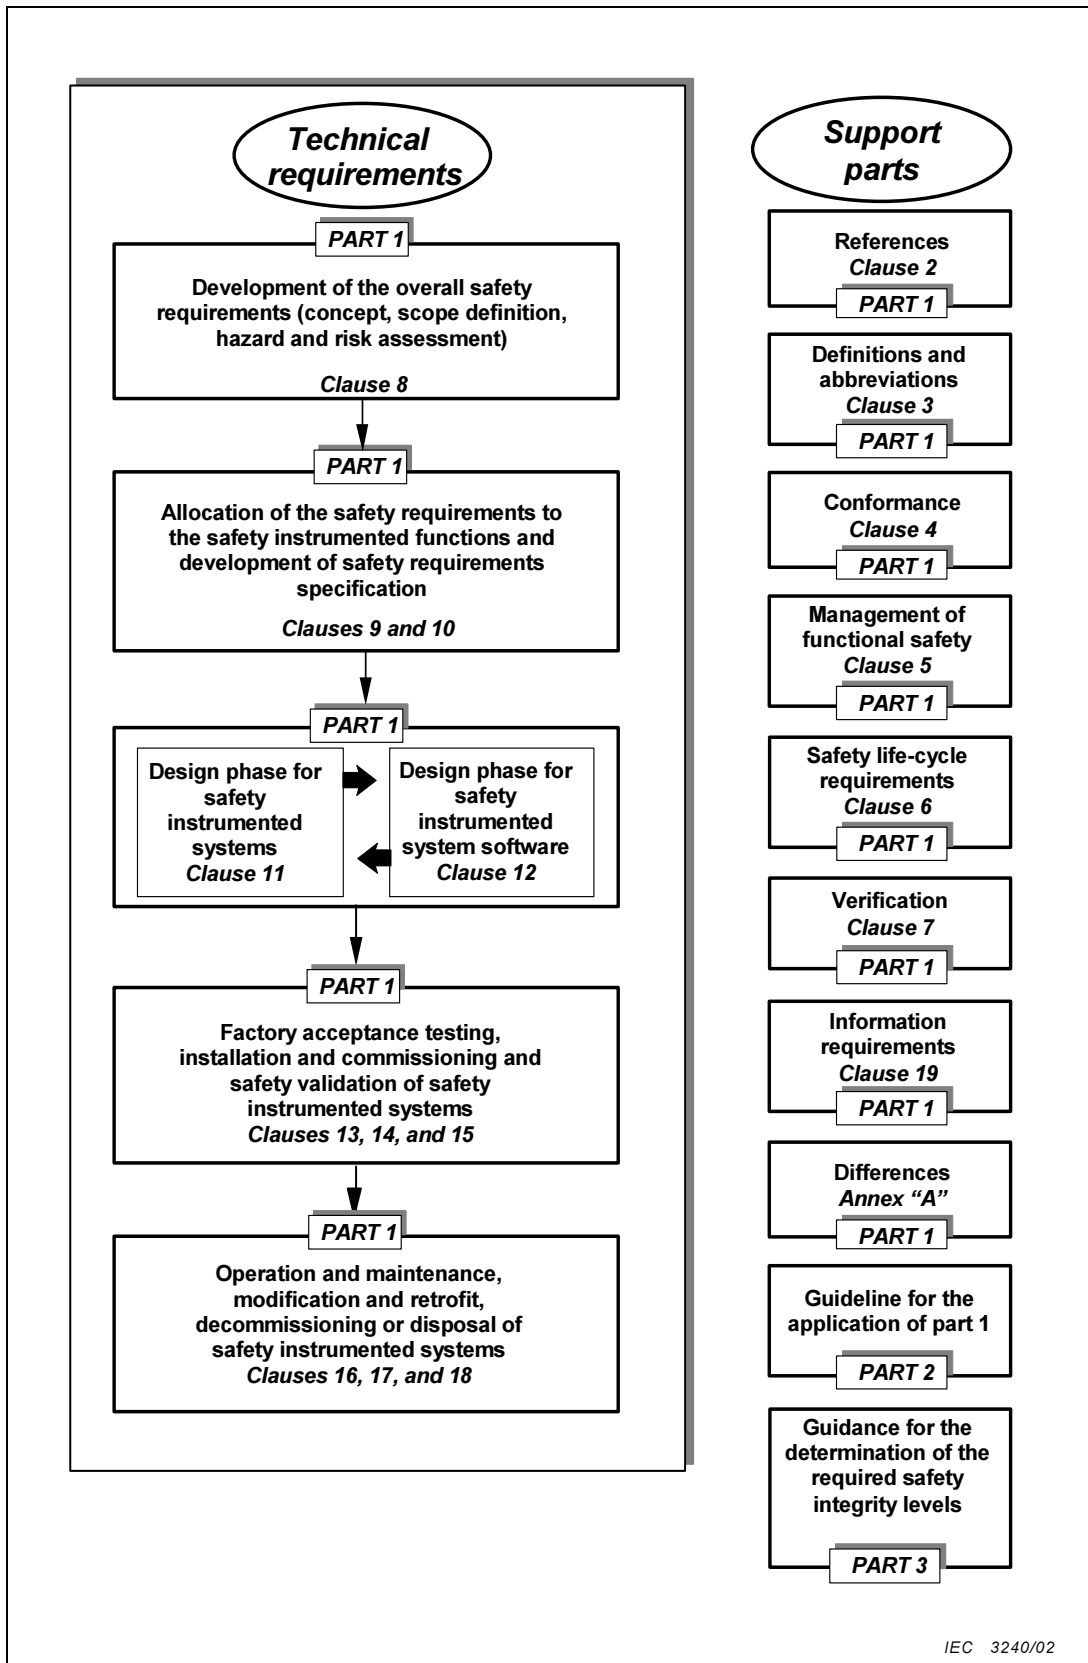 Technical
requirements
PART 1
Development of the overall safety
requirements (concept, scope definition,
hazard and risk assessment)
Clause 8
PART 1
Allocation of the safety requirements to
the safety instrumented functions and
development of safety requirements
specification
Clauses 9 and 10
PART 1
Design phase for
safety
instrumented
systems
Clause 11
Design phase for
safety
instrumented
system software
Clause 12
PART 1
Factory acceptance testing,
installation and commissioning and
safety validation of safety
instrumented systems
Clauses 13, 14, and 15
PART 1
Operation and maintenance,
modification and retrofit,
decommissioning or disposal of
safety instrumented systems
Clauses 16, 17, and 18
Support
parts
References
Clause 2
PART 1
Definitions and
abbreviations
Clause 3
PART 1
Conformance
Clause 4
PART 1
Management of
functional safety
Clause 5
PART 1
Safety life-cycle
requirements
Clause 6
PART 1
Verification
Clause 7
PART 1
Information
requirements
Clause 19
PART 1
Differences
Annex “A”
PART 1
Guideline for the
application of part 1
PART 2
Guidance for the
determination of the
required safety
integrity levels
PART 3
IEC 3240/02